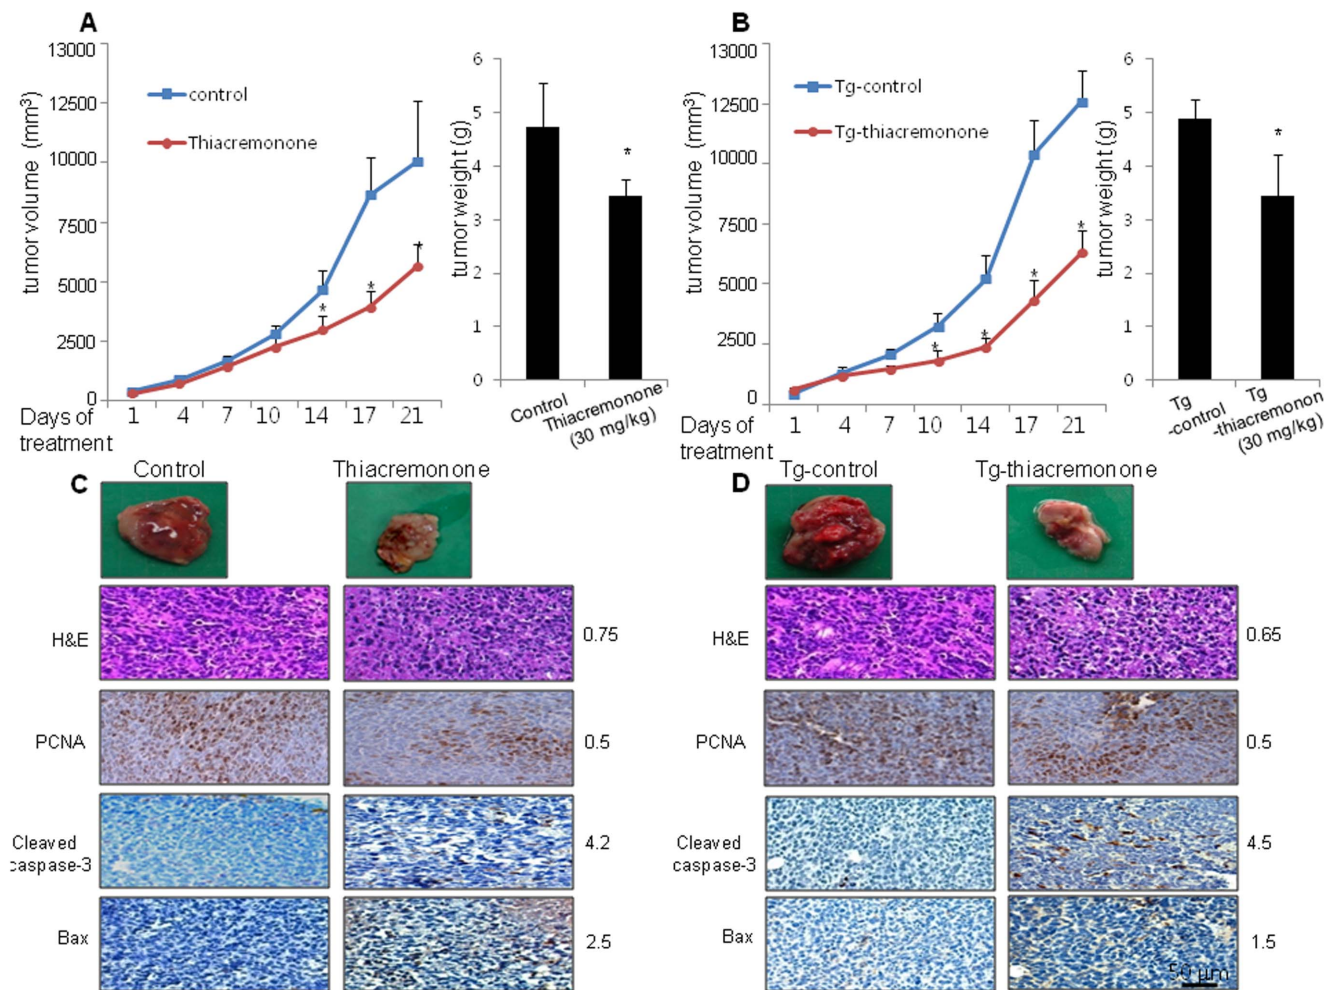 A
13000
12500
10000
7500
5000
2500
0
tumor volume (mm³)
control
Thiacremonone
*
*
*
Days of
treatment
1 4 7 10 14 17 21
6
5
4
3
2
1
0
tumor weight (g)
*
Control
Thiacremonone
(30 mg/kg)
B
13000
12500
10000
7500
5000
2500
0
tumor volume (mm³)
Tg-control
Tg-thiacremonone
*
*
*
*
Days of
treatment
1 4 7 10 14 17 21
6
5
4
3
2
1
0
tumor weight (g)
*
Tg
-control
Tg
-thiacremonon
(30 mg/kg)
C
Control Thiacremonone
H&E 0.75
PCNA 0.5
Cleaved
caspase-3
4.2
Bax 2.5
D
Tg-control Tg-thiacremonone
H&E 0.65
PCNA 0.5
Cleaved
caspase-3
4.5
Bax 1.5
50 µm